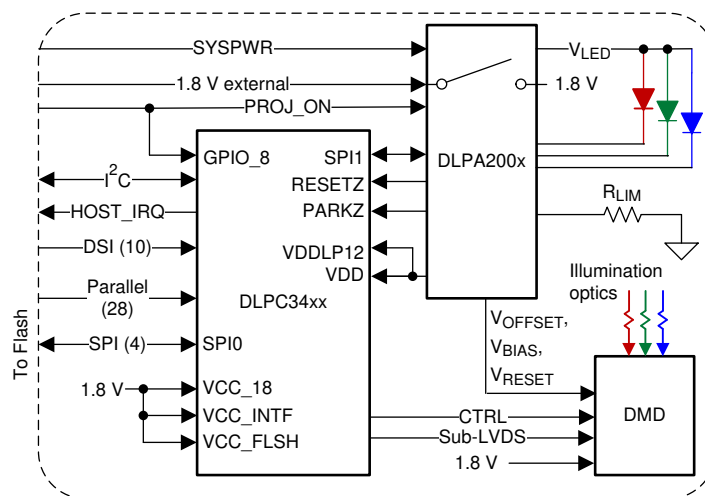 SYSPWR
V_LED
1.8 V external
1.8 V
PROJ_ON
GPIO_8
SPI1
DLPA200x
I²C
RESETZ
HOST_IRQ
PARKZ
R_LIM
DSI (10)
VDDLP12
VDD
Illumination
optics
Parallel
(28)
DLPC34xx
V_OFFSET,
V_BIAS,
V_RESET
To Flash
SPI (4)
SPI0
1.8 V
VCC_18
VCC_INTF
VCC_FLSH
CTRL
Sub-LVDS
DMD
1.8 V